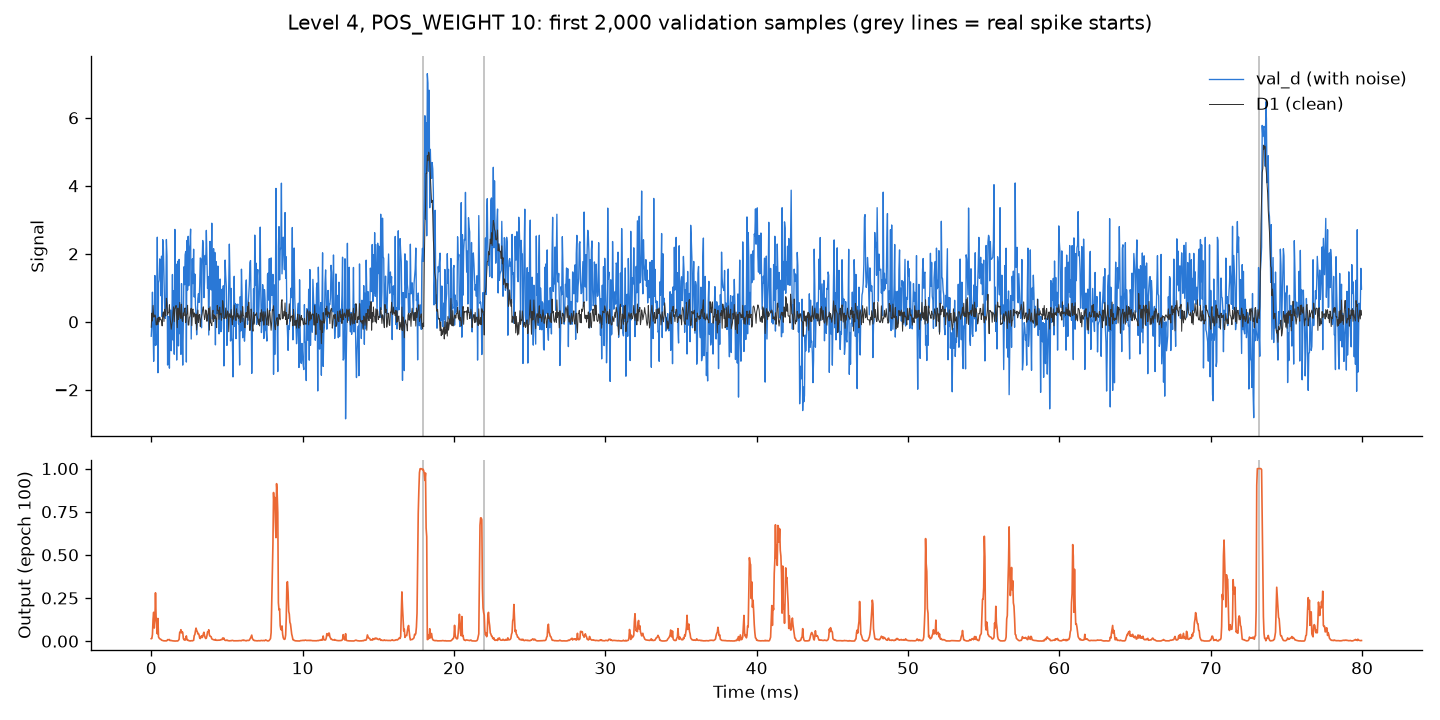 Level 4, POS_WEIGHT 10: first 2,000 validation samples (grey lines = real spike starts)
val_d (with noise)
D1 (clean)
Signal
6
4
2
0
−2
Output (epoch 100)
1.00
0.75
0.50
0.25
0.00
0 10 20 30 40 50 60 70 80
Time (ms)